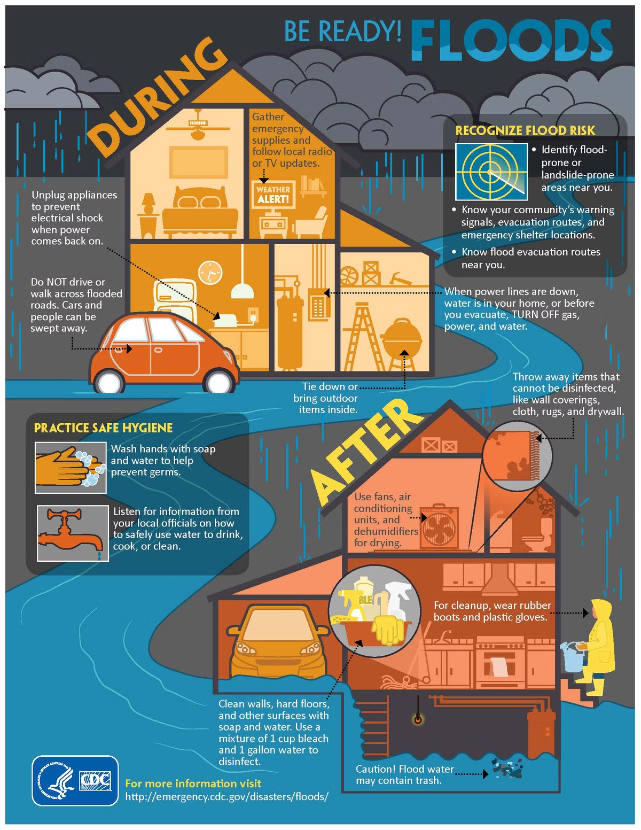 BE READY! FLOODS
DURING
Gather
emergency
supplies and
follow local radio
or TV updates.
WEATHER
ALERT!
RECOGNIZE FLOOD RISK
• Identify flood-
prone or
landslide-prone
areas near you.
• Know your community's warning
signals, evacuation routes, and
emergency shelter locations.
• Know flood evacuation routes
near you.
Unplug appliances
to prevent
electrical shock
when power
comes back on.
Do NOT drive or
walk across flooded
roads. Cars and
people can be
swept away.
When power lines are down,
water is in your home, or before
you evacuate, TURN OFF gas,
power, and water.
Tie down or
bring outdoor
items inside.
Throw away items that
cannot be disinfected,
like wall coverings,
cloth, rugs, and drywall.
PRACTICE SAFE HYGIENE
Wash hands with soap
and water to help
prevent germs.
Listen for information from
your local officials on how
to safely use water to drink,
cook, or clean.
AFTER
Use fans, air
conditioning
units, and
dehumidifiers
for drying.
BLE
For cleanup, wear rubber
boots and plastic gloves.
Clean walls, hard floors,
and other surfaces with
soap and water. Use a
mixture of 1 cup bleach
and 1 gallon water to
disinfect.
Caution! Flood water
may contain trash.
CDC
For more information visit
http://emergency.cdc.gov/disasters/floods/